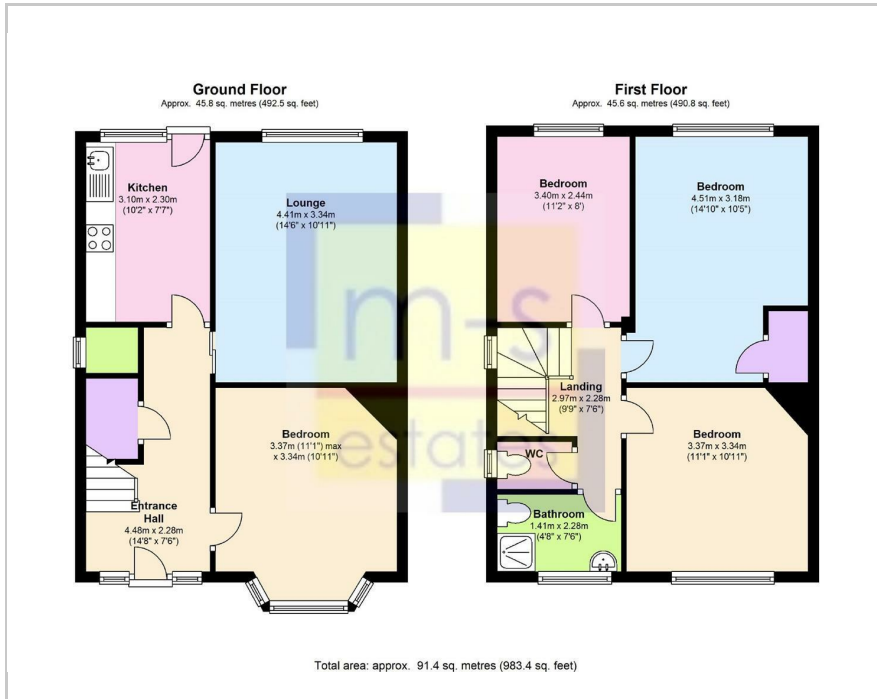 Ground Floor
Approx. 45.8 sq. metres (492.5 sq. feet)
Kitchen
3.10m x 2.30m
(10'2" x 7'7")
Lounge
4.41m x 3.34m
(14'6" x 10'11")
Bedroom
3.37m (11'1") max
x 3.34m (10'11")
Entrance
Hall
4.48m x 2.28m
(14'8" x 7'6")
First Floor
Approx. 45.6 sq. metres (490.8 sq. feet)
Bedroom
3.40m x 2.44m
(11'2" x 8')
Bedroom
4.51m x 3.18m
(14'10" x 10'5")
Landing
2.97m x 2.28m
(9'9" x 7'6")
WC
Bedroom
3.37m x 3.34m
(11'1" x 10'11")
Bathroom
1.41m x 2.28m
(4'8" x 7'6")
m-s
estates
Total area: approx. 91.4 sq. metres (983.4 sq. feet)